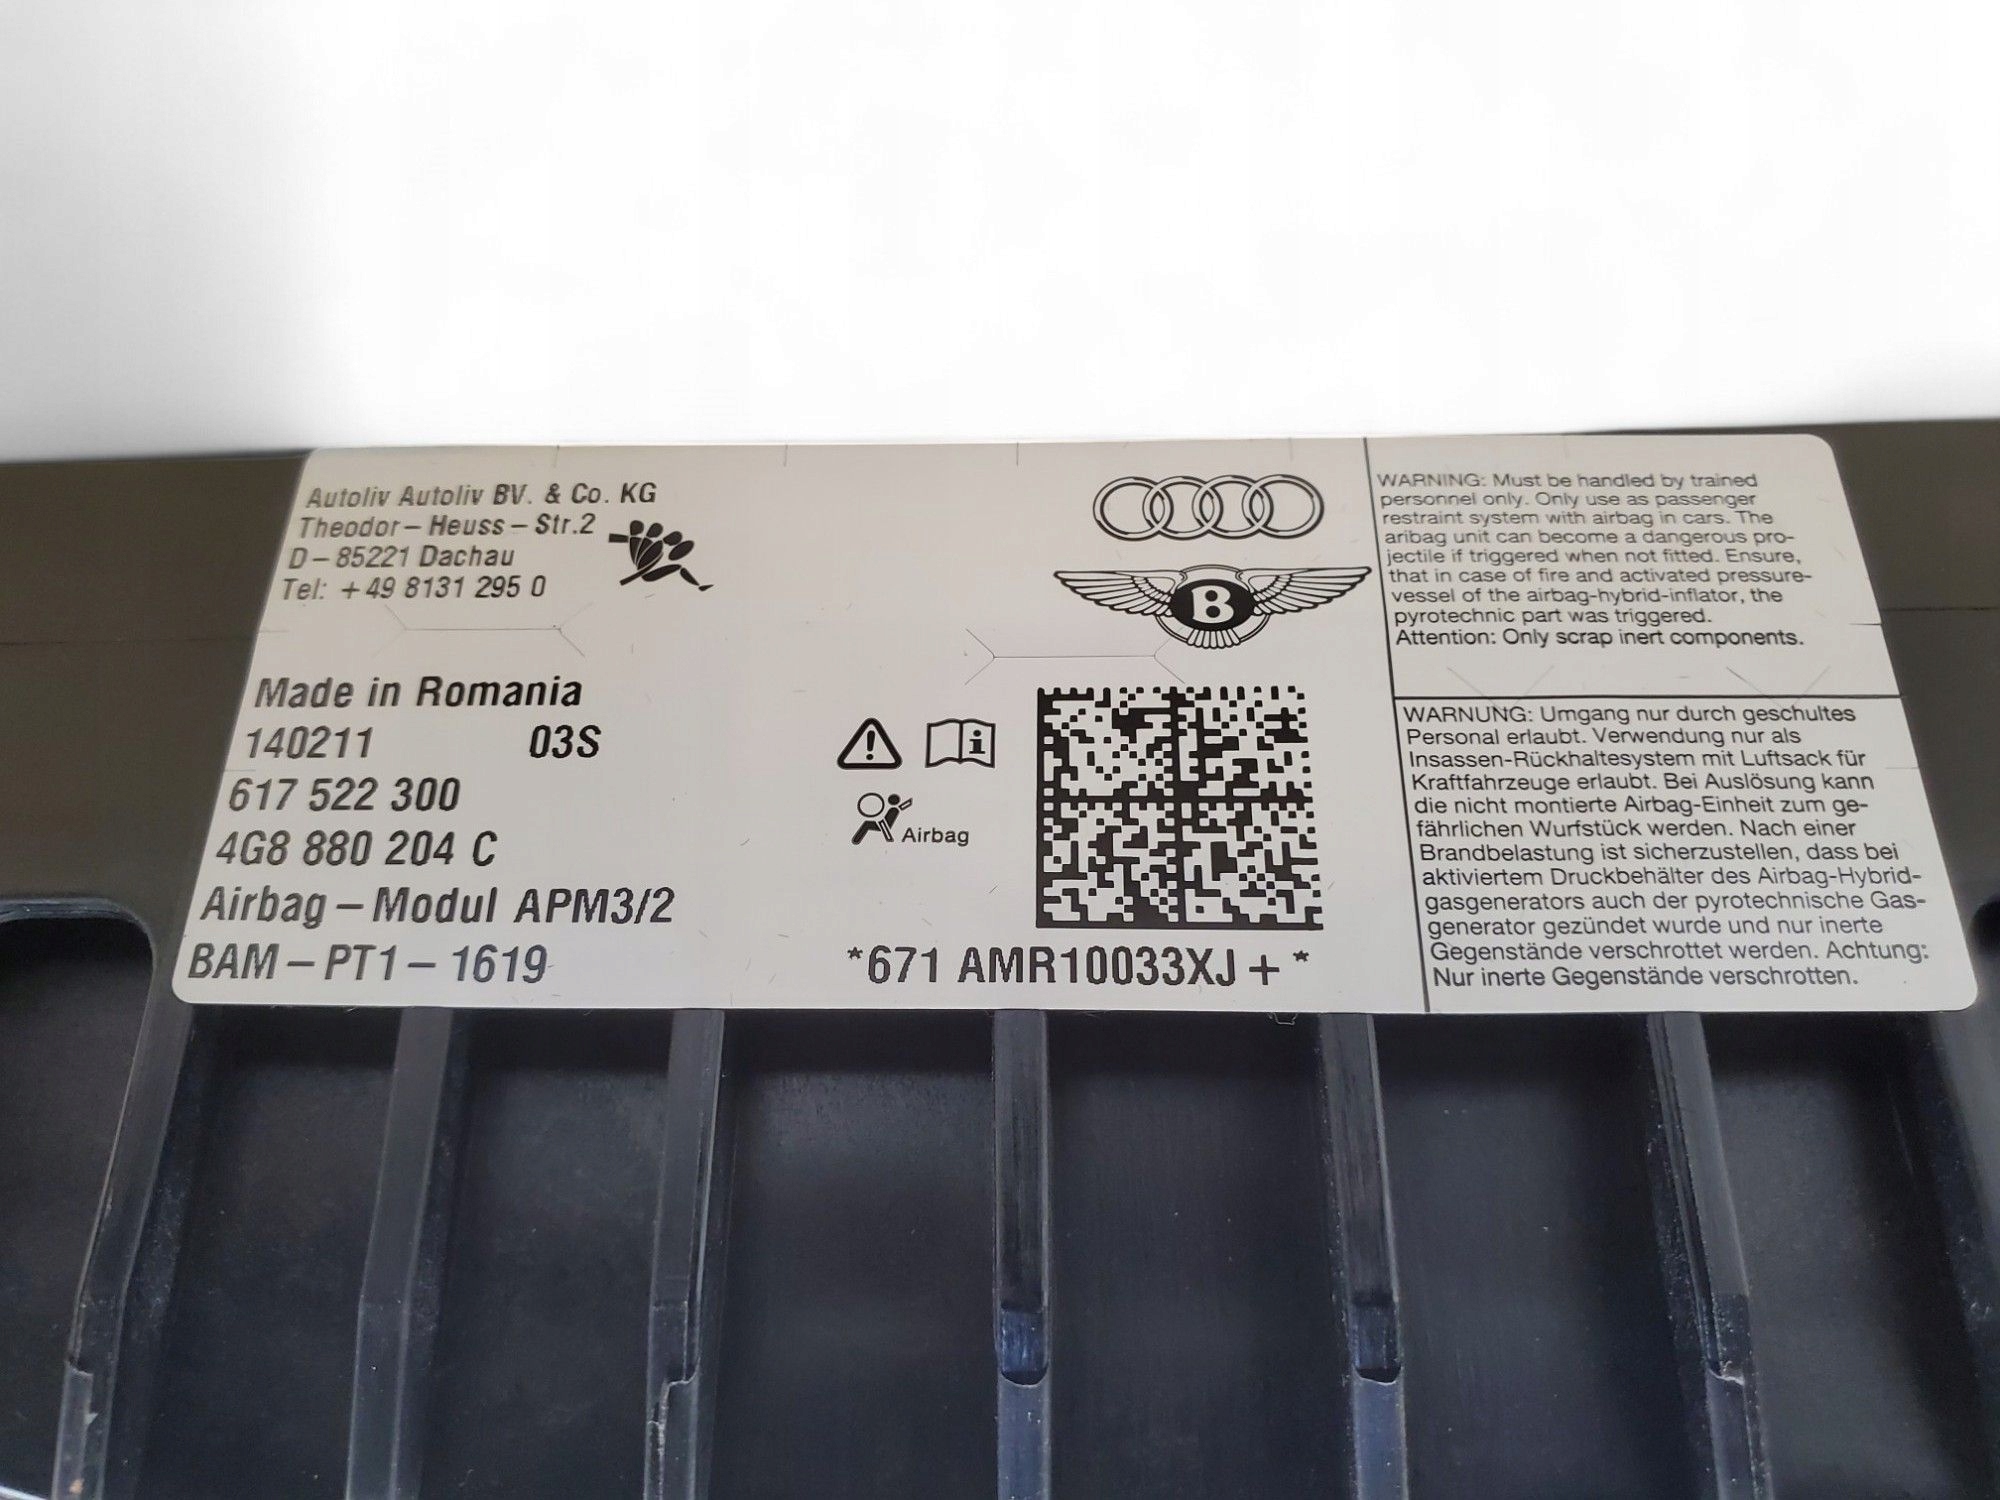 Autoliv Autoliv BV. & Co. KG
Theodor – Heuss – Str.2
D – 85221 Dachau
Tel: +49 8131 295 0
Made in Romania
140211 03S
617 522 300
4G8 880 204 C
Airbag – Modul APM3/2
BAM – PT1 – 1619
B
Airbag
*671 AMR10033XJ+ *
WARNING: Must be handled by trained
personnel only. Only use as passenger
restraint system with airbag in cars. The
aribag unit can become a dangerous pro-
jectile if triggered when not fitted. Ensure,
that in case of fire and activated pressure-
vessel of the airbag-hybrid-inflator, the
pyrotechnic part was triggered.
Attention: Only scrap inert components.
WARNUNG: Umgang nur durch geschultes
Personal erlaubt. Verwendung nur als
Insassen-Rückhaltesystem mit Luftsack für
Kraftfahrzeuge erlaubt. Bei Auslösung kann
die nicht montierte Airbag-Einheit zum ge-
fährlichen Wurfstück werden. Nach einer
Brandbelastung ist sicherzustellen, dass bei
aktiviertem Druckbehälter des Airbag-Hybrid-
gasgenerators auch der pyrotechnische Gas-
generator gezündet wurde und nur inerte
Gegenstände verschrottet werden. Achtung:
Nur inerte Gegenstände verschrotten.